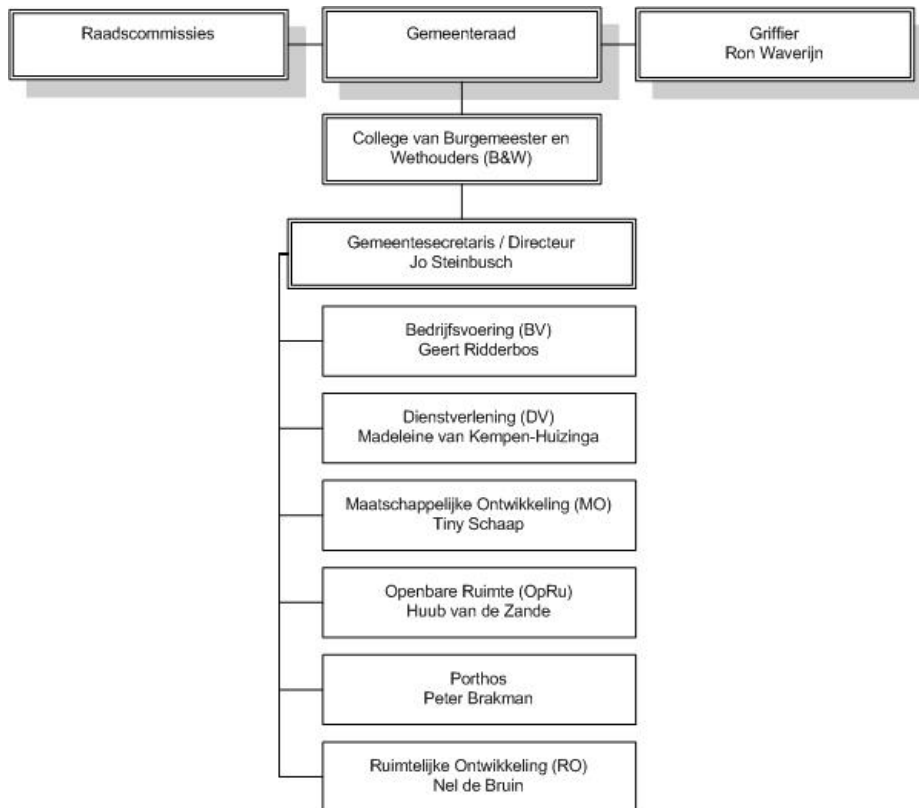 Raadscommissies
Gemeenteraad
Griffier
Ron Waverijn
College van Burgemeester en
Wethouders (B&W)
Gemeentesecretaris / Directeur
Jo Steinbusch
Bedrijfsvoering (BV)
Geert Ridderbos
Dienstverlening (DV)
Madeleine van Kempen-Huizinga
Maatschappelijke Ontwikkeling (MO)
Tiny Schaap
Openbare Ruimte (OpRu)
Huub van de Zande
Porthos
Peter Brakman
Ruimtelijke Ontwikkeling (RO)
Nel de Bruin